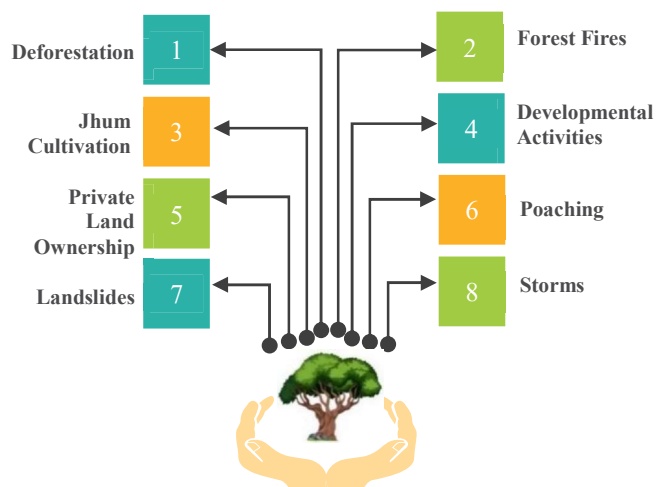 Deforestation
1
2
Forest Fires
Jhum
Cultivation
3
4
Developmental
Activities
Private
Land
Ownership
5
6
Poaching
Landslides
7
8
Storms